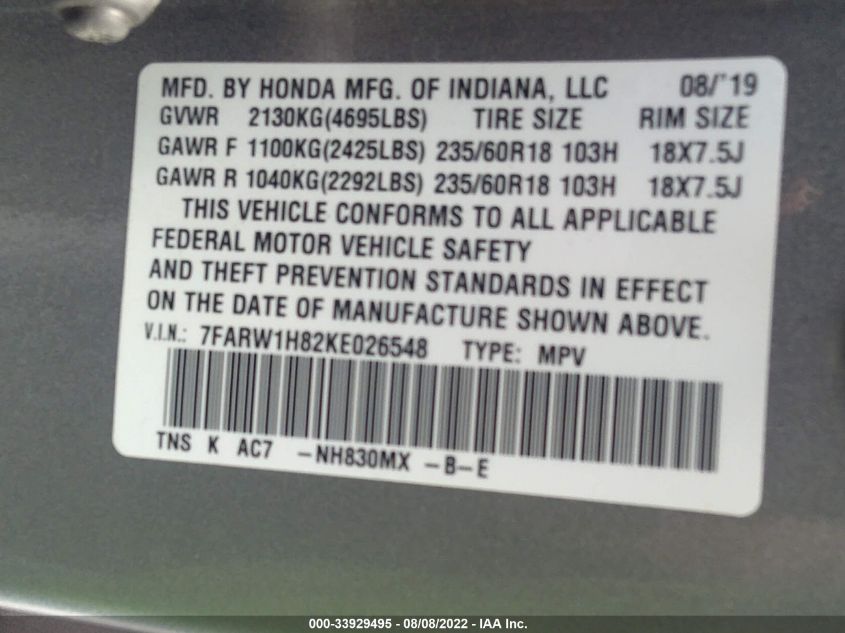 MFD. BY HONDA MFG. OF INDIANA, LLC 08/'19
GVWR 2130KG(4695LBS) TIRE SIZE RIM SIZE
GAWR F 1100KG(2425LBS) 235/60R18 103H 18X7.5J
GAWR R 1040KG(2292LBS) 235/60R18 103H 18X7.5J
THIS VEHICLE CONFORMS TO ALL APPLICABLE
FEDERAL MOTOR VEHICLE SAFETY
AND THEFT PREVENTION STANDARDS IN EFFECT
ON THE DATE OF MANUFACTURE SHOWN ABOVE.
V.I.N.: 7FARW1H82KE026548 TYPE: MPV
TNS K AC7 -NH830MX -B-E
000-33929495 - 08/08/2022 - IAA Inc.